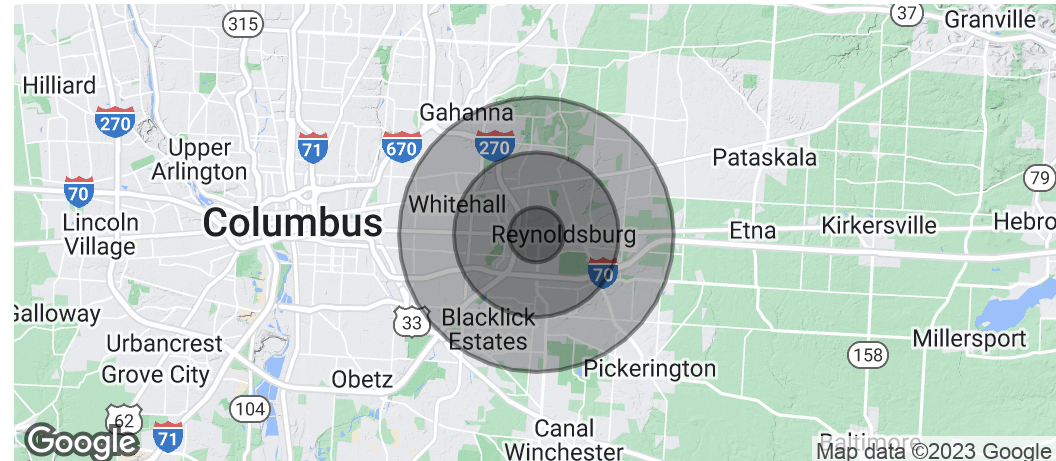 315
37
Granville
Hilliard
270
Gahanna
71
670
270
Upper
Arlington
Pataskala
70
79
Whitehall
Lincoln
Village
Columbus
Reynoldsburg
Etna
Kirkersville
Hebro
70
Galloway
33
Blacklick
Estates
Urbancrest
Millersport
158
Grove City
Obetz
Pickerington
104
62
71
Canal
Winchester
Baltimore
Google
Map data ©2023 Google